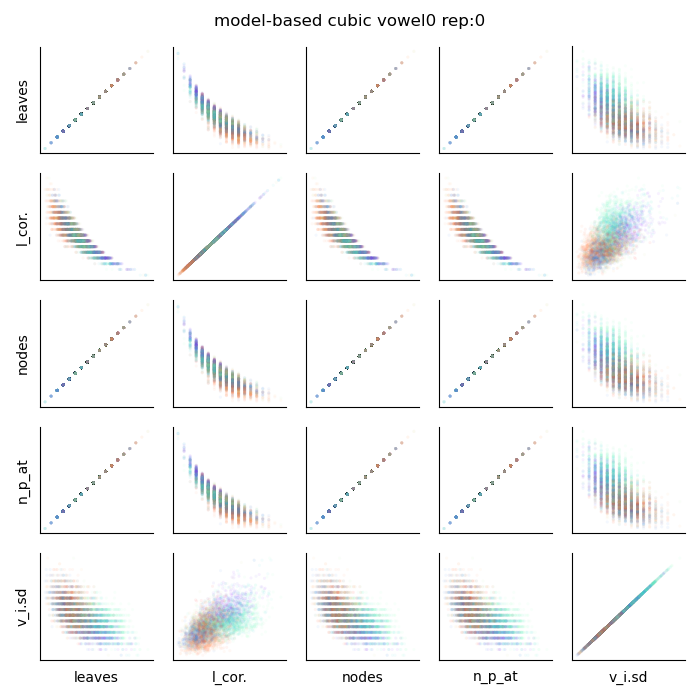 model-based cubic vowel0 rep:0
leaves
l_cor.
nodes
n_p_at
v_i.sd
leaves
l_cor.
nodes
n_p_at
v_i.sd